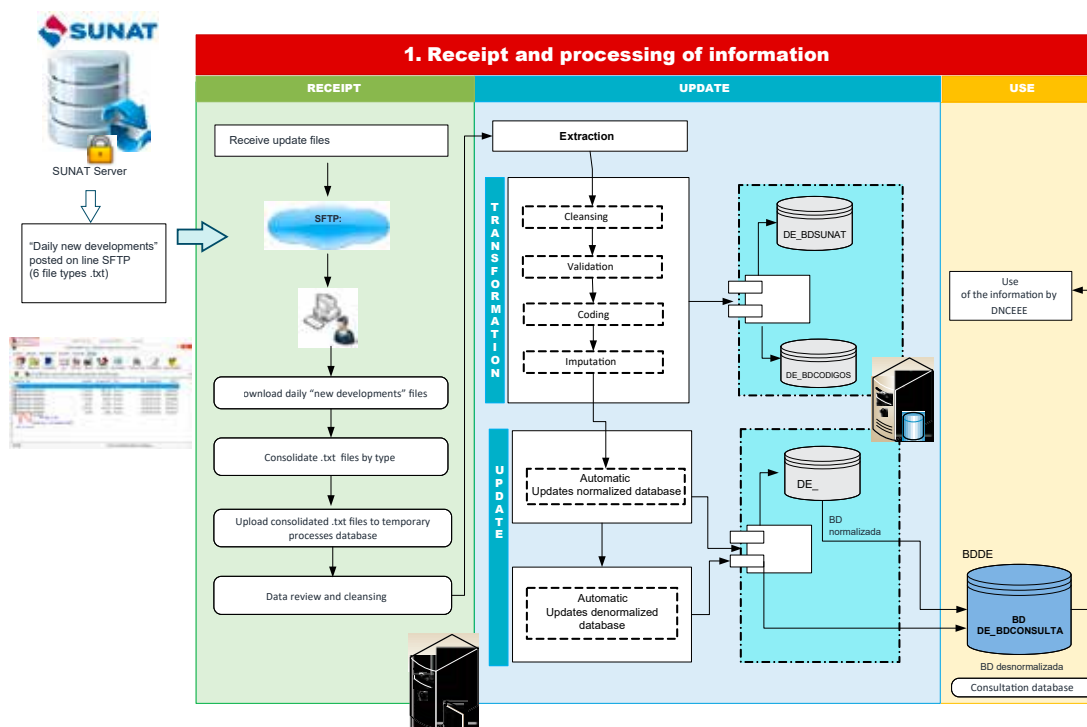 SUNAT
SUNAT Server
"Daily new developments"
posted on line SFTP
(6 file types .txt)
1. Receipt and processing of information
RECEIPT
UPDATE
USE
Receive update files
SFTP:
ownload daily "new developments" files
Consolidate .txt files by type
Upload consolidated .txt files to temporary
processes database
Data review and cleansing
Extraction
TRANSFORMATION
Cleansing
Validation
Coding
Imputation
DE_BDSUNAT
DE_BDCODIGOS
UPDATE
Automatic
Updates normalized database
Automatic
Updates denormalized
database
DE_
BD
normalizada
Use
of the information by
DNCEEE
BDDE
BD
DE_BDCONSULTA
BD desnormalizada
Consultation database